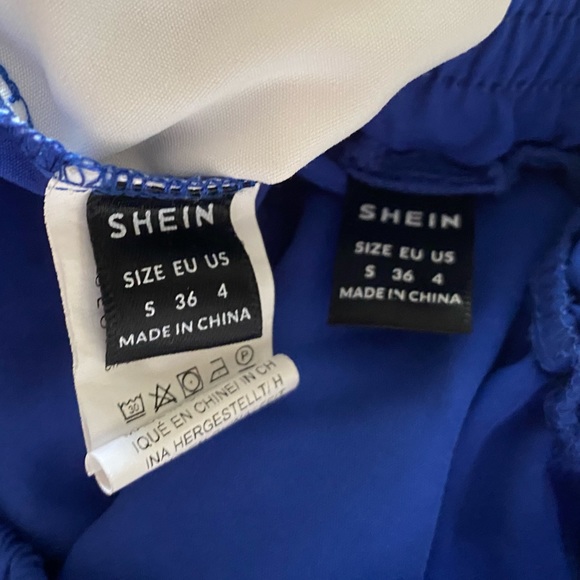 SHEIN
SIZE EU US
S 36 4
MADE IN CHINA
30 P
IQUÉ EN CHINE/ IN CH
INA HERGESTELLT/ H
SHEIN
SIZE EU US
S 36 4
MADE IN CHINA